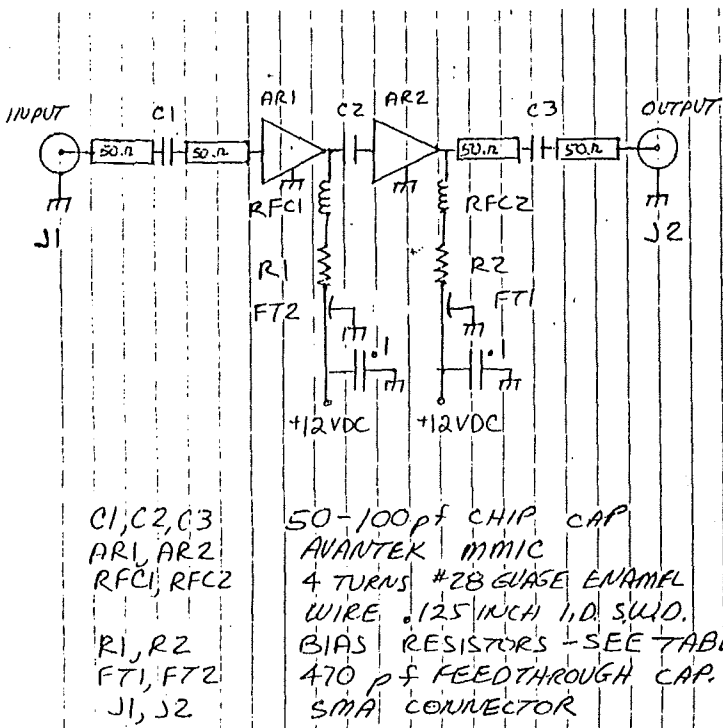 INPUT
C1
AR1
C2
AR2
C3
OUTPUT
50Ω
50Ω
50Ω
50Ω
J1
RFC1
RFC2
J2
R1
R2
FT2
FT1
.1
.1
+12VDC
+12VDC
C1, C2, C3 50-100pf CHIP CAP
AR1, AR2 AVANTEK MMIC
RFC1, RFC2 4 TURNS #28 GUAGE ENAMEL
WIRE .125 INCH I.D. S.W.D.
R1, R2 BIAS RESISTORS - SEE TABL
FT1, FT2 470 pf FEEDTHROUGH CAP.
J1, J2 SMA CONNECTOR